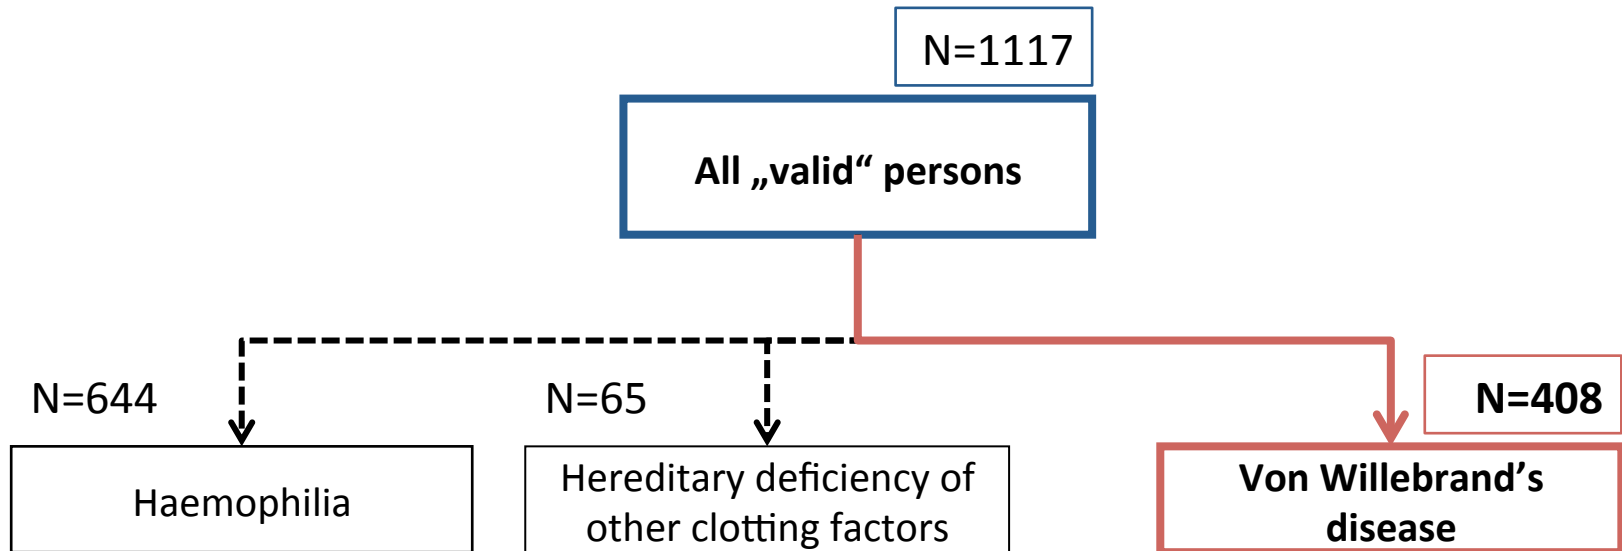 N=1117
All „valid“ persons
N=644
N=65
N=408
Haemophilia
Hereditary deficiency of
other clotting factors
Von Willebrand’s
disease